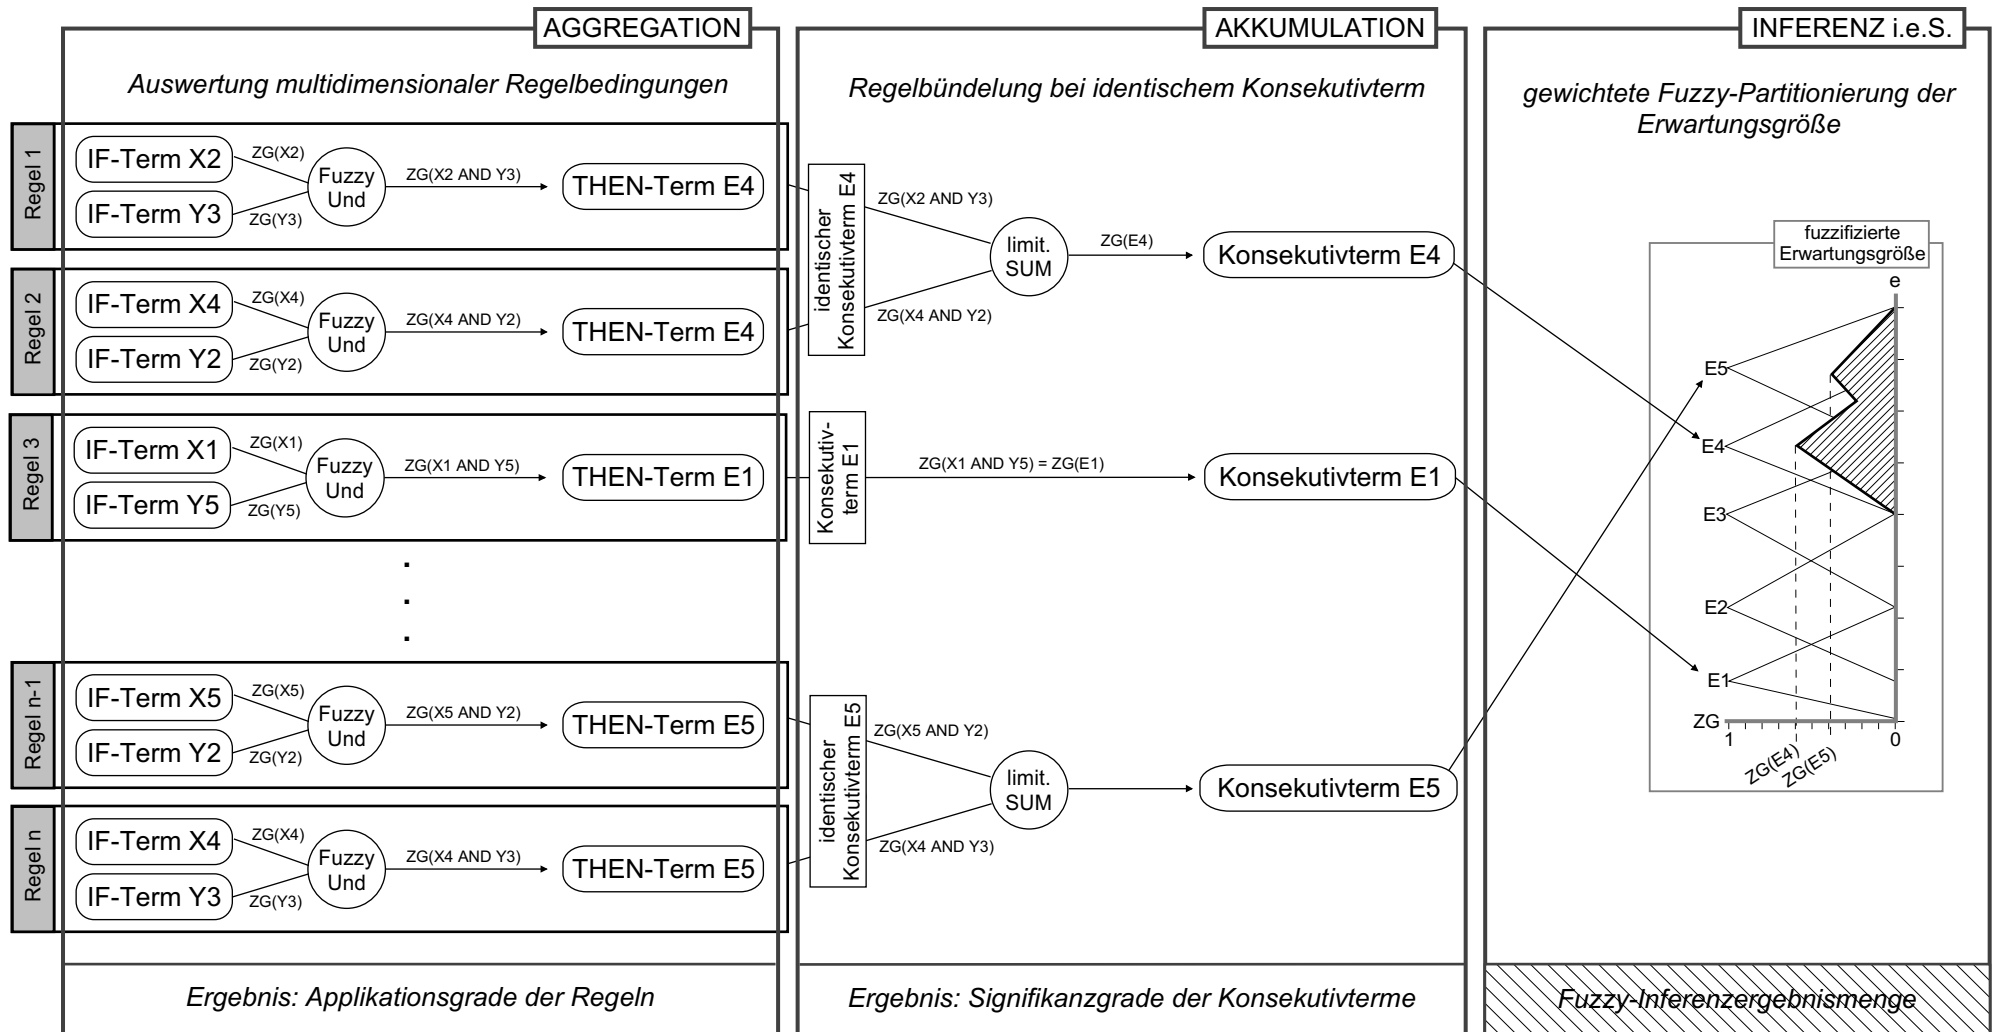 AGGREGATION
Auswertung multidimensionaler Regelbedingungen
Regel 1
IF-Term X2
ZG(X2)
IF-Term Y3
ZG(Y3)
Fuzzy
Und
ZG(X2 AND Y3)
THEN-Term E4
Regel 2
IF-Term X4
ZG(X4)
IF-Term Y2
ZG(Y2)
Fuzzy
Und
ZG(X4 AND Y2)
THEN-Term E4
Regel 3
IF-Term X1
ZG(X1)
IF-Term Y5
ZG(Y5)
Fuzzy
Und
ZG(X1 AND Y5)
THEN-Term E1
.
.
.
Regel n-1
IF-Term X5
ZG(X5)
IF-Term Y2
ZG(Y2)
Fuzzy
Und
ZG(X5 AND Y2)
THEN-Term E5
Regel n
IF-Term X4
ZG(X4)
IF-Term Y3
ZG(Y3)
Fuzzy
Und
ZG(X4 AND Y3)
THEN-Term E5
Ergebnis: Applikationsgrade der Regeln
AKKUMULATION
Regelbündelung bei identischem Konsekutivterm
identischer
Konsekutivterm E4
ZG(X2 AND Y3)
ZG(X4 AND Y2)
limit.
SUM
ZG(E4)
Konsekutivterm E4
Konsekutiv-
term E1
ZG(X1 AND Y5) = ZG(E1)
Konsekutivterm E1
identischer
Konsekutivterm E5
ZG(X5 AND Y2)
ZG(X4 AND Y3)
limit.
SUM
Konsekutivterm E5
Ergebnis: Signifikanzgrade der Konsekutivterme
INFERENZ i.e.S.
gewichtete Fuzzy-Partitionierung der
Erwartungsgröße
fuzzifizierte
Erwartungsgröße
e
E5
E4
E3
E2
E1
ZG
1
0
ZG(E4)
ZG(E5)
Fuzzy-Inferenzergebnismenge